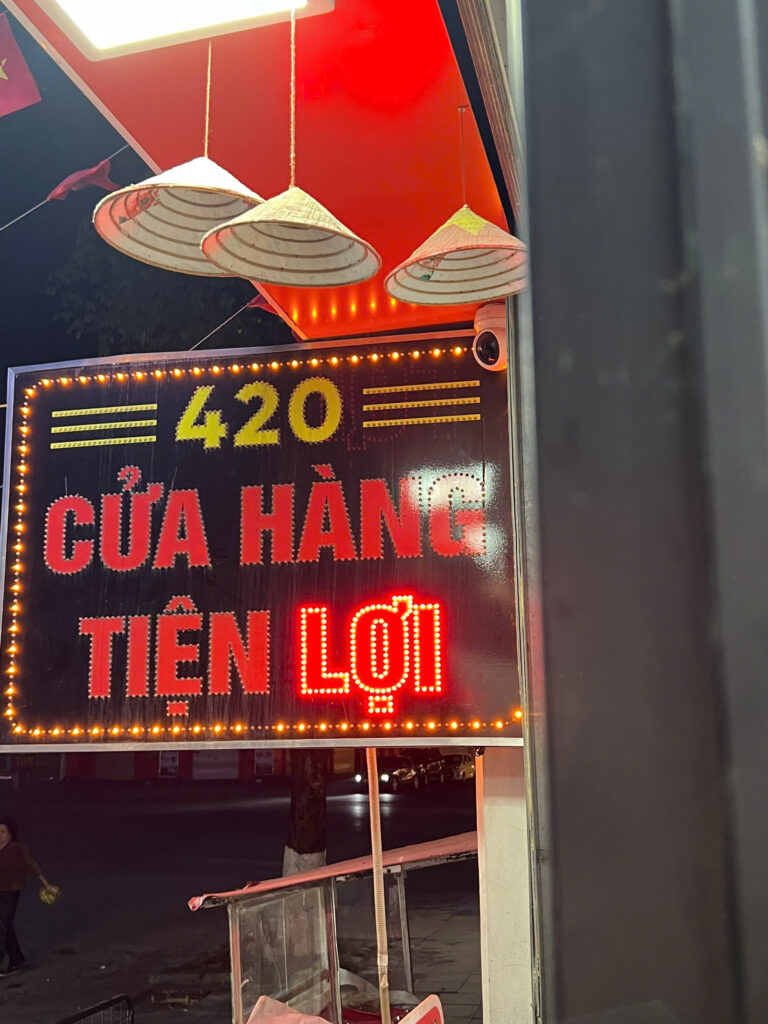 420
CỬA HÀNG
TIỆN LỢI